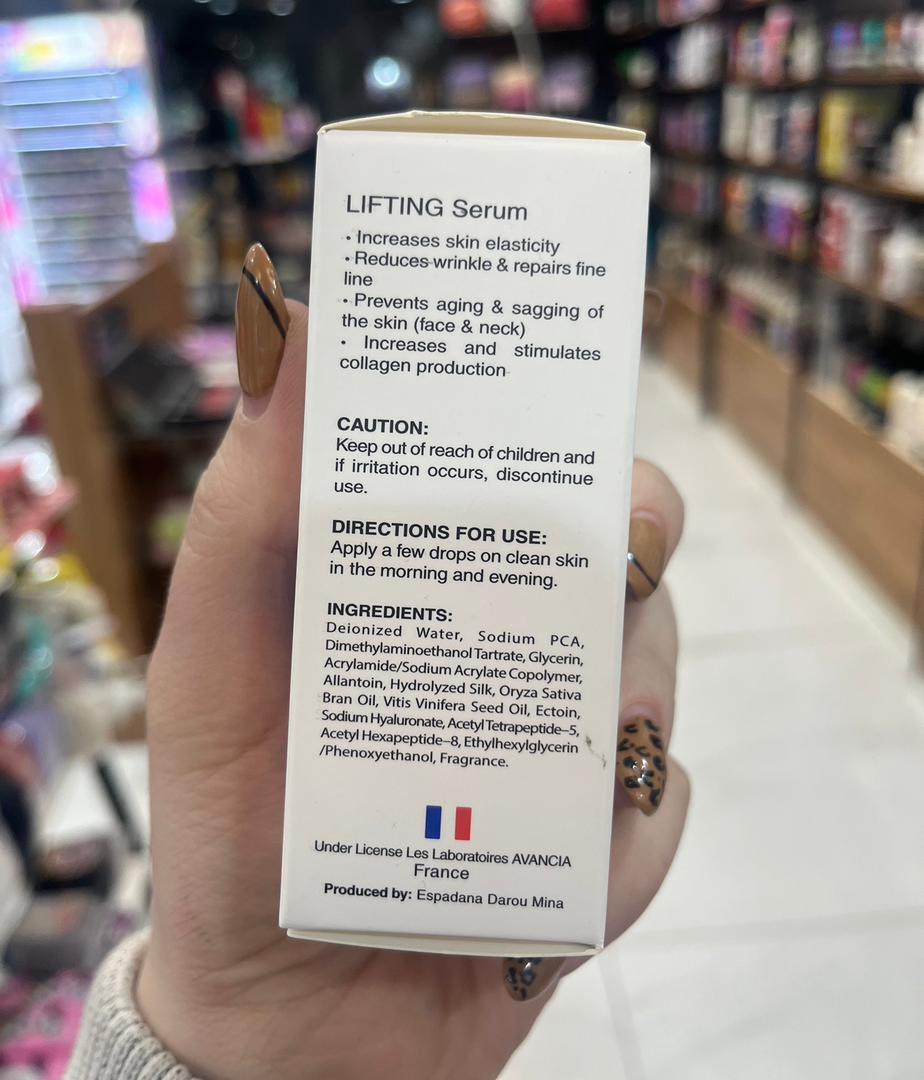 LIFTING Serum
• Increases skin elasticity
• Reduces wrinkle & repairs fine
line
• Prevents aging & sagging of
the skin (face & neck)
• Increases and stimulates
collagen production
CAUTION:
Keep out of reach of children and
if irritation occurs, discontinue
use.
DIRECTIONS FOR USE:
Apply a few drops on clean skin
in the morning and evening.
INGREDIENTS:
Deionized Water, Sodium PCA,
Dimethylaminoethanol Tartrate, Glycerin,
Acrylamide/Sodium Acrylate Copolymer,
Allantoin, Hydrolyzed Silk, Oryza Sativa
Bran Oil, Vitis Vinifera Seed Oil, Ectoin,
Sodium Hyaluronate, Acetyl Tetrapeptide–5,
Acetyl Hexapeptide–8, Ethylhexylglycerin
/Phenoxyethanol, Fragrance.
Under License Les Laboratoires AVANCIA
France
Produced by: Espadana Darou Mina